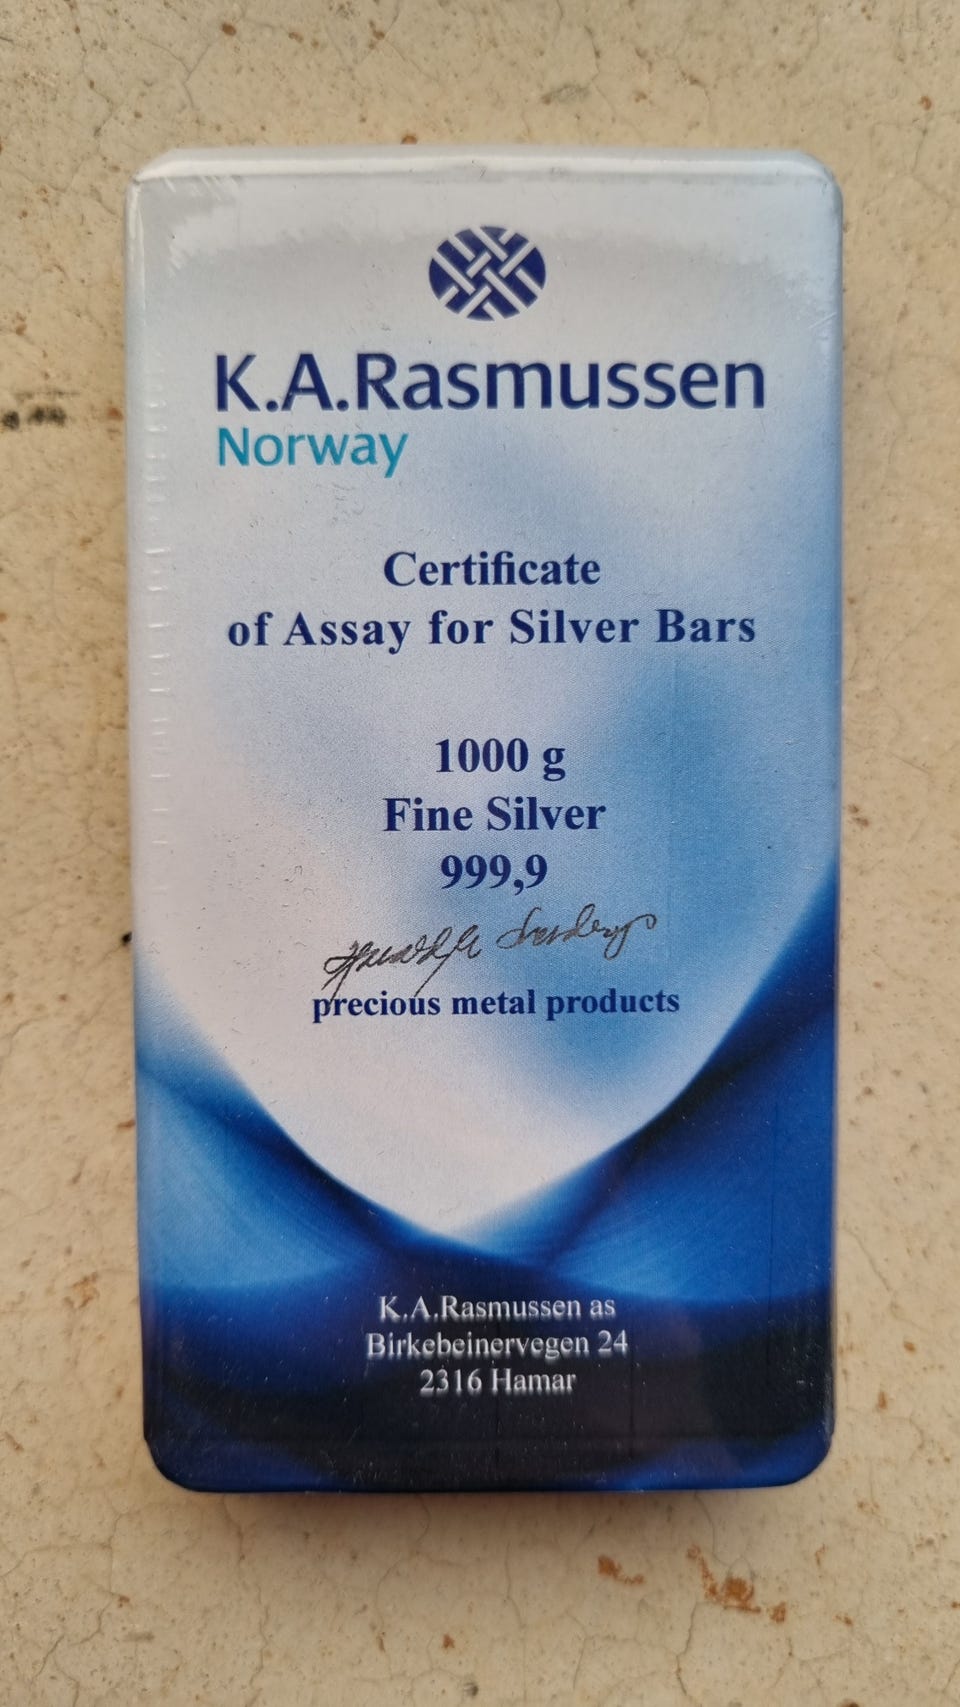 K.A.Rasmussen
Norway
Certificate
of Assay for Silver Bars
1000 g
Fine Silver
999,9
precious metal products
K.A.Rasmussen as
Birkebeinervegen 24
2316 Hamar